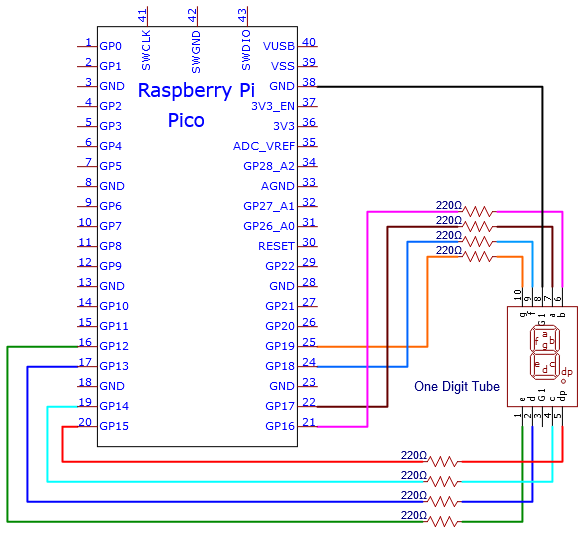 41 42 43
SWCLK SWGND SWDIO
1 GP0 VUSB 40
2 GP1 VSS 39
3 GND GND 38
Raspberry Pi
4 GP2 3V3_EN 37
Pico
5 GP3 3V3 36
6 GP4 ADC_VREF 35
7 GP5 GP28_A2 34
8 GND AGND 33
9 GP6 GP27_A1 32
10 GP7 GP26_A0 31
11 GP8 RESET 30
12 GP9 GP22 29
13 GND GND 28
14 GP10 GP21 27
15 GP11 GP20 26
16 GP12 GP19 25
17 GP13 GP18 24
18 GND GND 23
19 GP14 GP17 22
20 GP15 GP16 21
220Ω
220Ω
220Ω
220Ω
10 9 8 7 6
g f G1 a b
a
f b
g
e c
d dp
One Digit Tube
e d G1 c dp
1 2 3 4 5
220Ω
220Ω
220Ω
220Ω